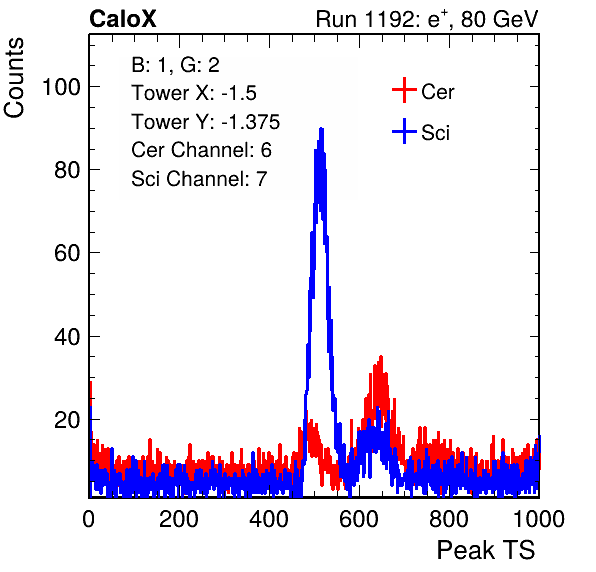 CaloX Run 1192: e⁺, 80 GeV
Counts
B: 1, G: 2
Tower X: -1.5
Tower Y: -1.375
Cer Channel: 6
Sci Channel: 7
Cer
Sci
100
80
60
40
20
0 200 400 600 800 1000
Peak TS